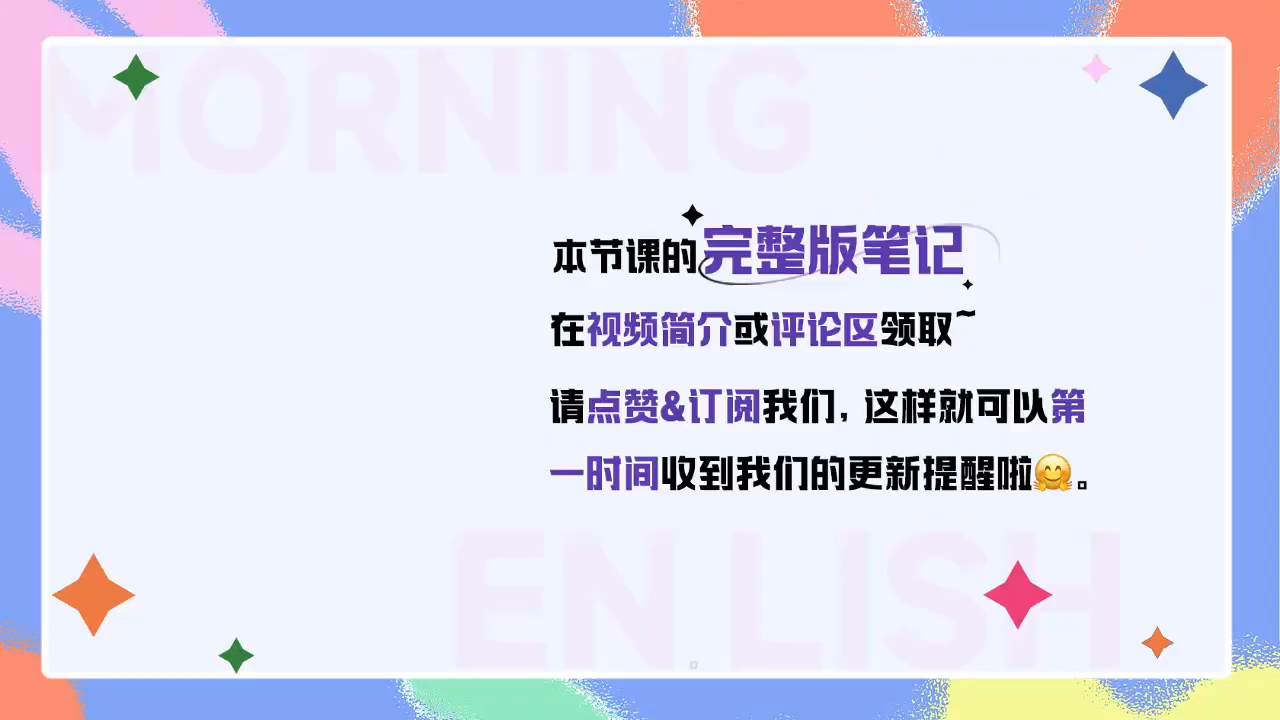 MORNING
本节课的完整版笔记
在视频简介或评论区领取~
请点赞&订阅我们，这样就可以第
一时间收到我们的更新提醒啦🤗。
EN LISH